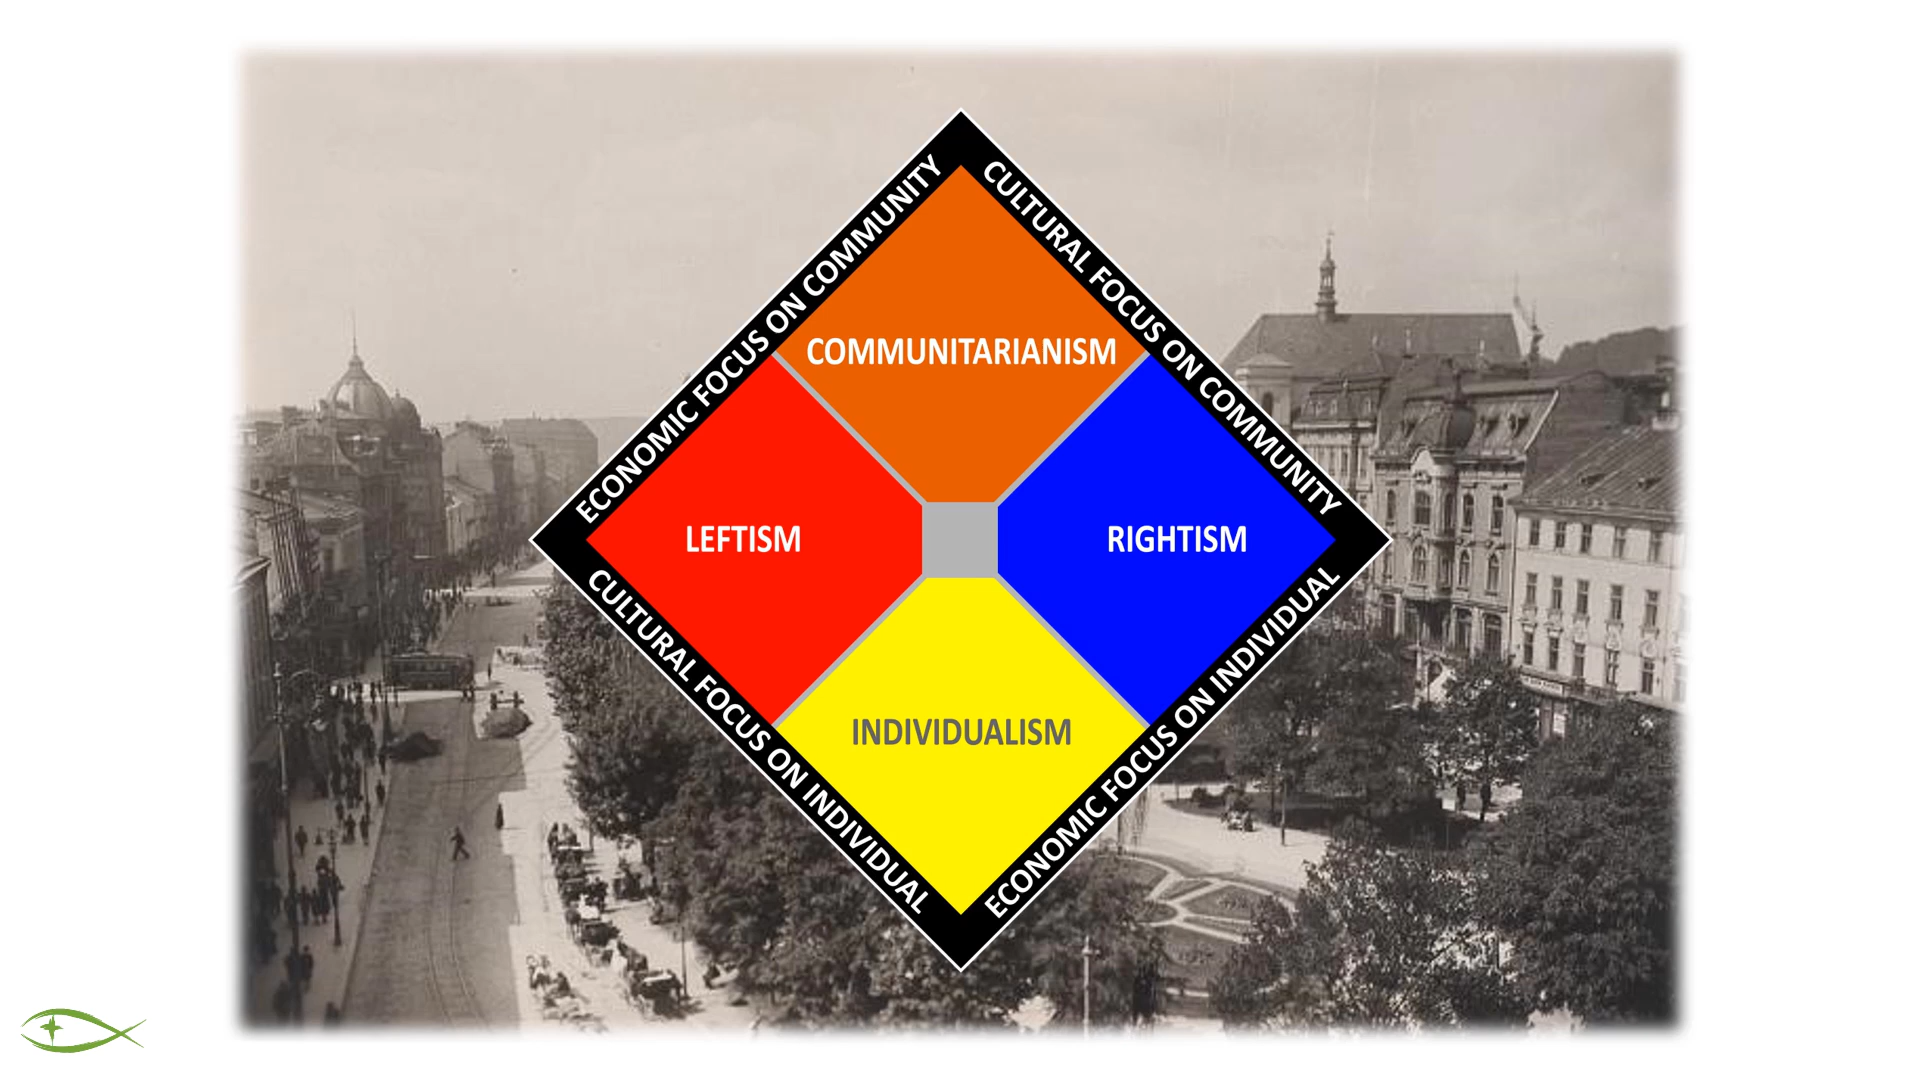 ECONOMIC FOCUS ON COMMUNITY
CULTURAL FOCUS ON COMMUNITY
COMMUNITARIANISM
LEFTISM
RIGHTISM
INDIVIDUALISM
CULTURAL FOCUS ON INDIVIDUAL
ECONOMIC FOCUS ON INDIVIDUAL